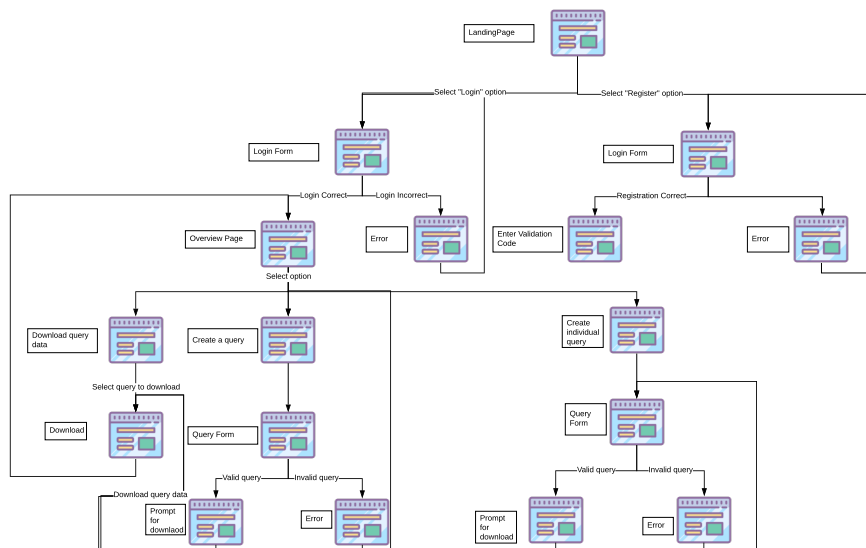 LandingPage
Select "Login" option
Select "Register" option
Login Form
Login Form
Login Correct
Login Incorrect
Registration Correct
Overview Page
Error
Enter Validation
Code
Error
Select option
Download query
data
Create a query
Create
individual
query
Select query to download
Download
Query Form
Query
Form
Valid query
Invalid query
Valid query
Invalid query
Download query data
Prompt
for
downlaod
Error
Prompt
for
download
Error